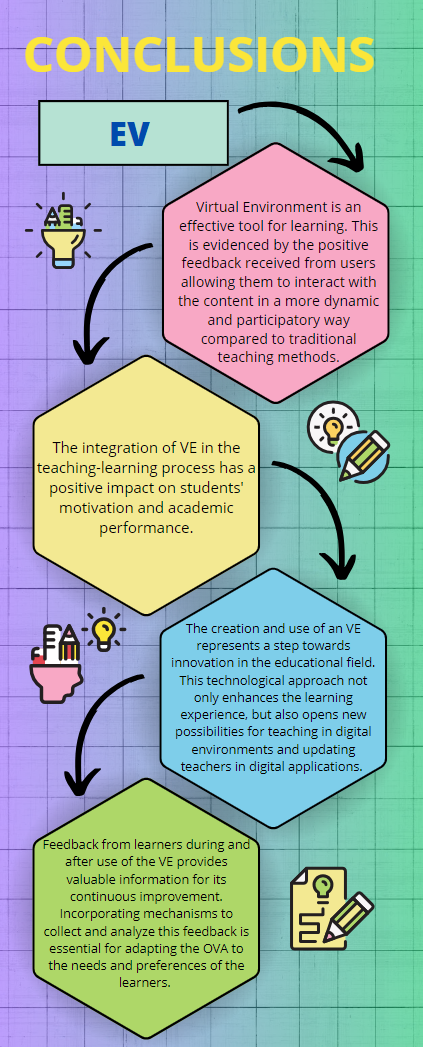 CONCLUSIONS
EV
Virtual Environment is an
effective tool for learning. This
is evidenced by the positive
feedback received from users
allowing them to interact with
the content in a more dynamic
and participatory way
compared to traditional
teaching methods.
The integration of VE in the
teaching-learning process has a
positive impact on students'
motivation and academic
performance.
The creation and use of an VE
represents a step towards
innovation in the educational field.
This technological approach not
only enhances the learning
experience, but also opens new
possibilities for teaching in digital
environments and updating
teachers in digital applications.
Feedback from learners during and
after use of the VE provides
valuable information for its
continuous improvement.
Incorporating mechanisms to
collect and analyze this feedback is
essential for adapting the OVA to
the needs and preferences of the
learners.